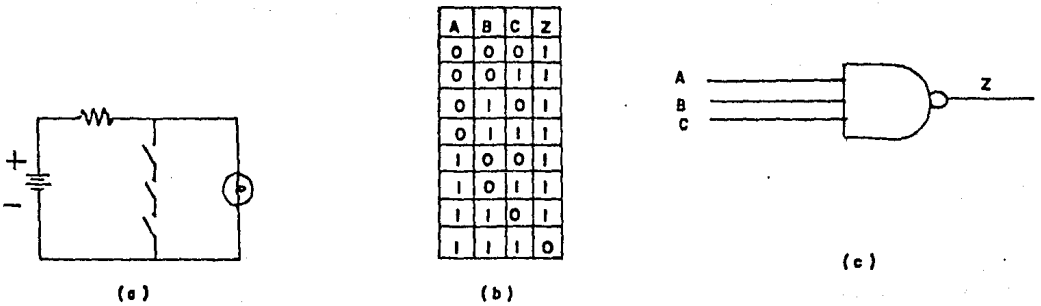 +
-
(a)
A B C Z
0 0 0 1
0 0 1 1
0 1 0 1
0 1 1 1
1 0 0 1
1 0 1 1
1 1 0 1
1 1 1 0
(b)
A
B
C
Z
(c)